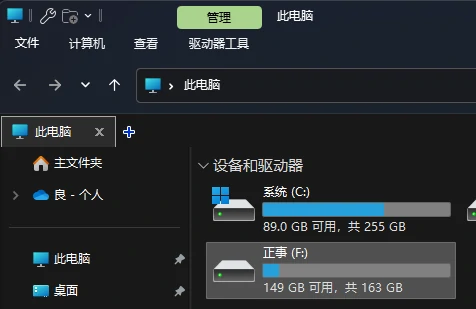 管理
此电脑
文件
计算机
查看
驱动器工具
此电脑
此电脑
主文件夹
良 - 个人
此电脑
桌面
设备和驱动器
系统 (C:)
89.0 GB 可用，共 255 GB
正事 (F:)
149 GB 可用，共 163 GB